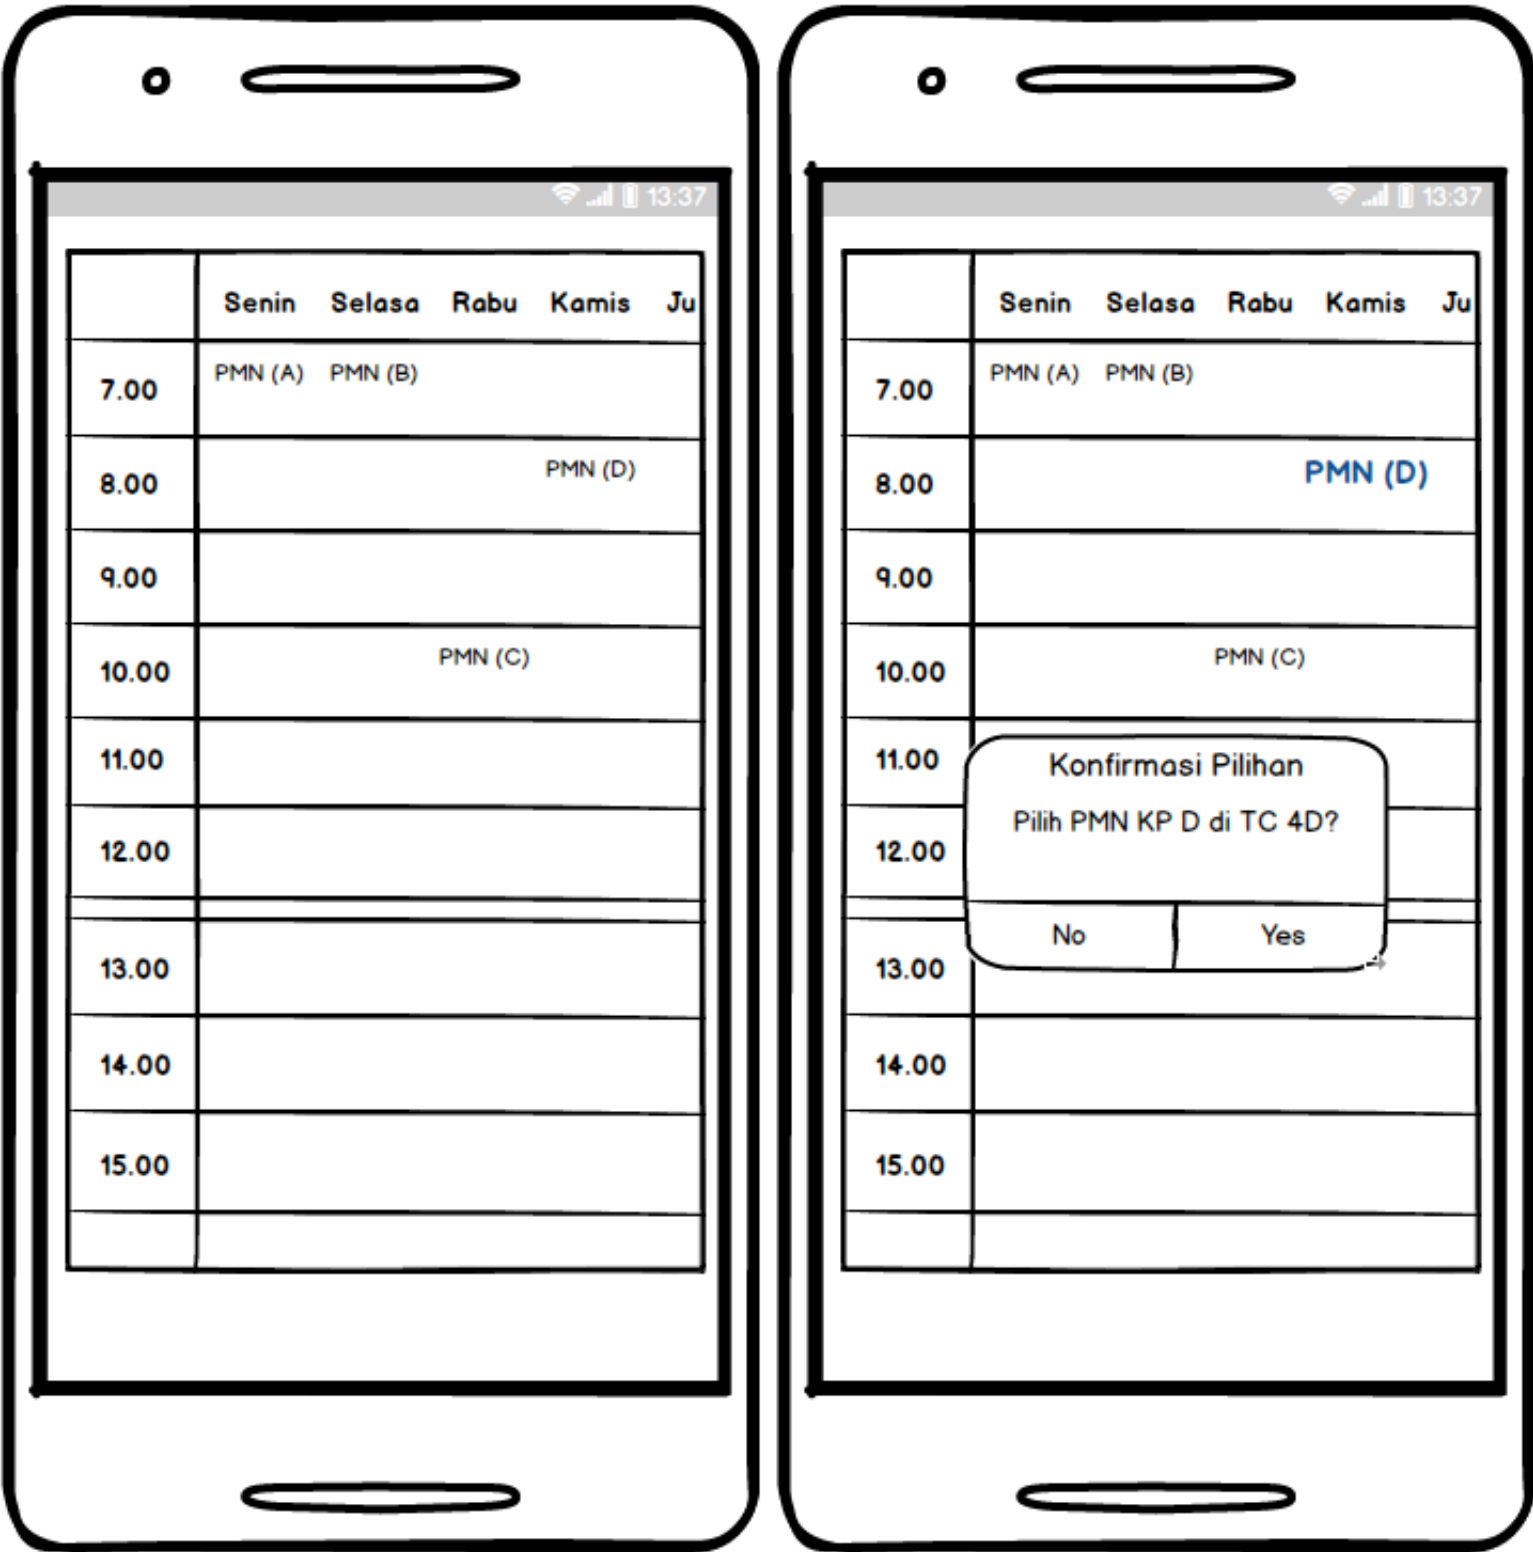 13:37
Senin Selasa Rabu Kamis Ju
7.00 PMN (A) PMN (B)
8.00 PMN (D)
9.00
10.00 PMN (C)
11.00
12.00
13.00
14.00
15.00
13:37
Senin Selasa Rabu Kamis Ju
7.00 PMN (A) PMN (B)
8.00 PMN (D)
9.00
10.00 PMN (C)
11.00
Konfirmasi Pilihan
Pilih PMN KP D di TC 4D?
12.00
No Yes
13.00
14.00
15.00